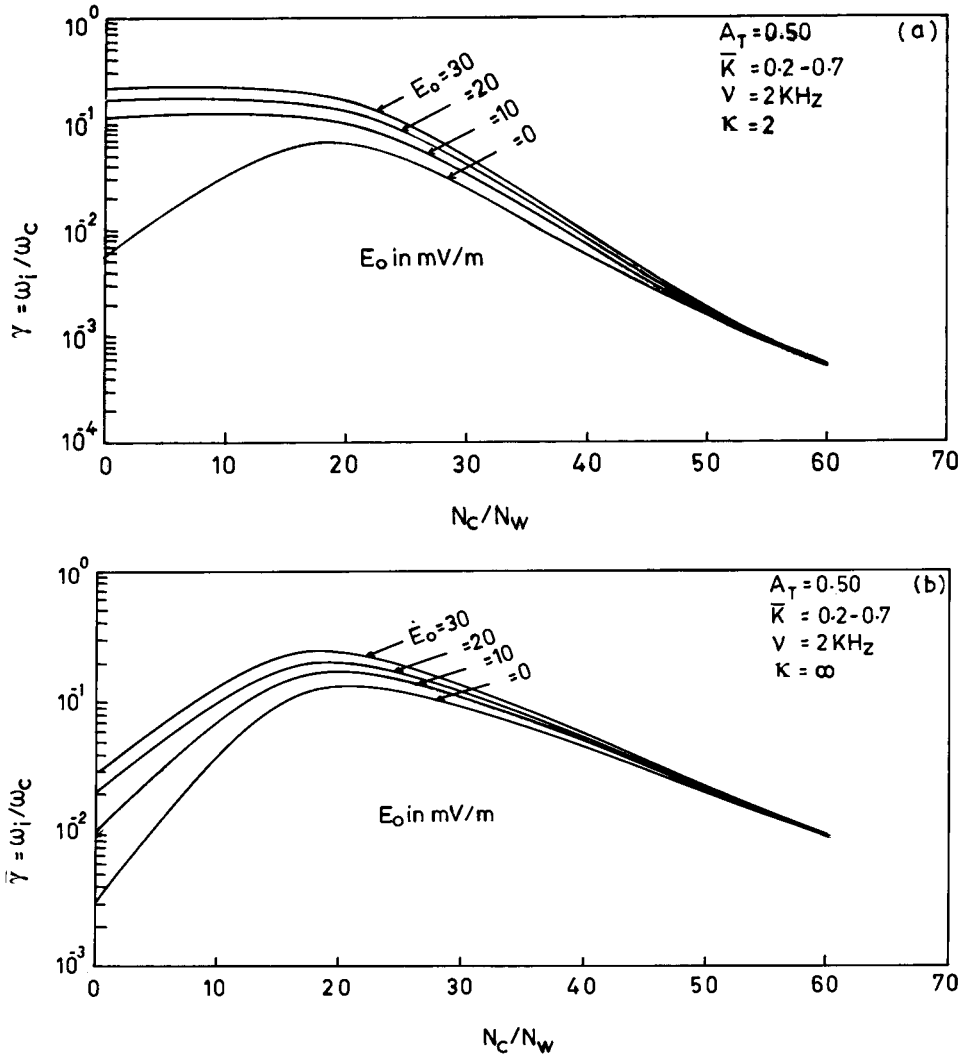 (a)
A_T = 0.50
K̅ = 0.2-0.7
ν = 2 KHz
κ = 2
E₀ = 30
= 20
= 10
= 0
E₀ in mV/m
γ = ω_i/ω_c
10⁰
10⁻¹
10⁻²
10⁻³
10⁻⁴
0 10 20 30 40 50 60 70
N_C/N_W
(b)
A_T = 0.50
K̅ = 0.2-0.7
ν = 2 KHz
κ = ∞
E₀ = 30
= 20
= 10
= 0
E₀ in mV/m
γ̅ = ω_i/ω_c
10⁰
10⁻¹
10⁻²
10⁻³
0 10 20 30 40 50 60 70
N_C/N_W